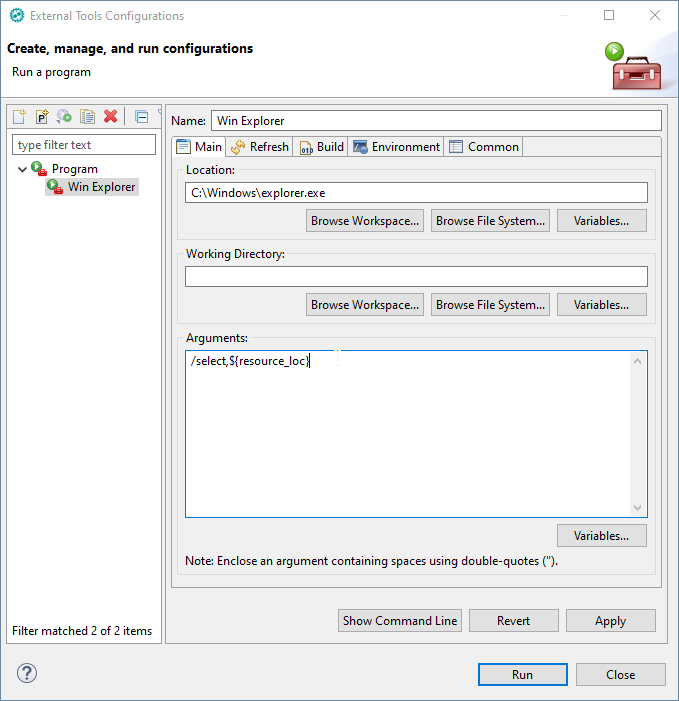 External Tools Configurations
Create, manage, and run configurations
Run a program
type filter text
Program
Win Explorer
Filter matched 2 of 2 items
Name: Win Explorer
Main Refresh Build Environment Common
Location:
C:\Windows\explorer.exe
Browse Workspace... Browse File System... Variables...
Working Directory:
Browse Workspace... Browse File System... Variables...
Arguments:
/select,${resource_loc}
Variables...
Note: Enclose an argument containing spaces using double-quotes (").
Show Command Line Revert Apply
? Run Close